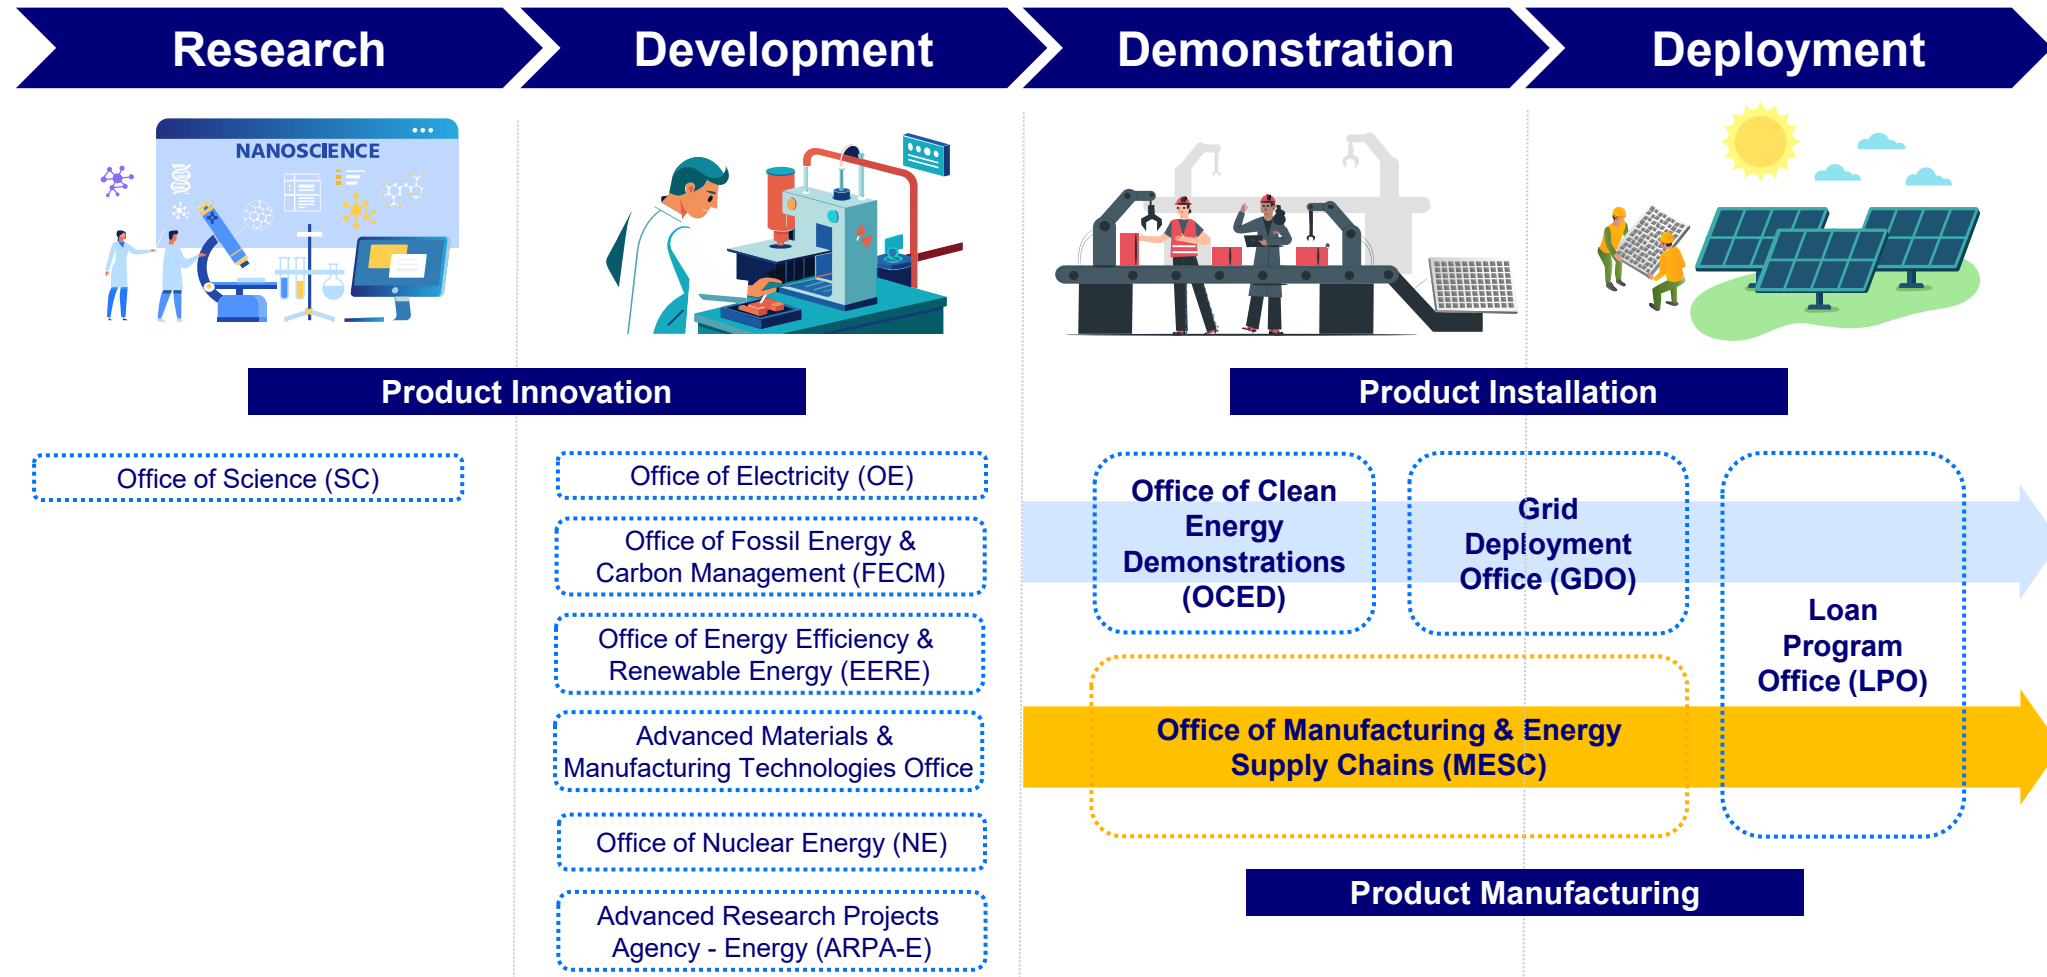 Research
Development
Demonstration
Deployment
NANOSCIENCE
Product Innovation
Product Installation
Office of Science (SC)
Office of Electricity (OE)
Office of Fossil Energy &
Carbon Management (FECM)
Office of Energy Efficiency &
Renewable Energy (EERE)
Advanced Materials &
Manufacturing Technologies Office
Office of Nuclear Energy (NE)
Advanced Research Projects
Agency - Energy (ARPA-E)
Office of Clean
Energy
Demonstrations
(OCED)
Grid
Deployment
Office (GDO)
Loan
Program
Office (LPO)
Office of Manufacturing & Energy
Supply Chains (MESC)
Product Manufacturing